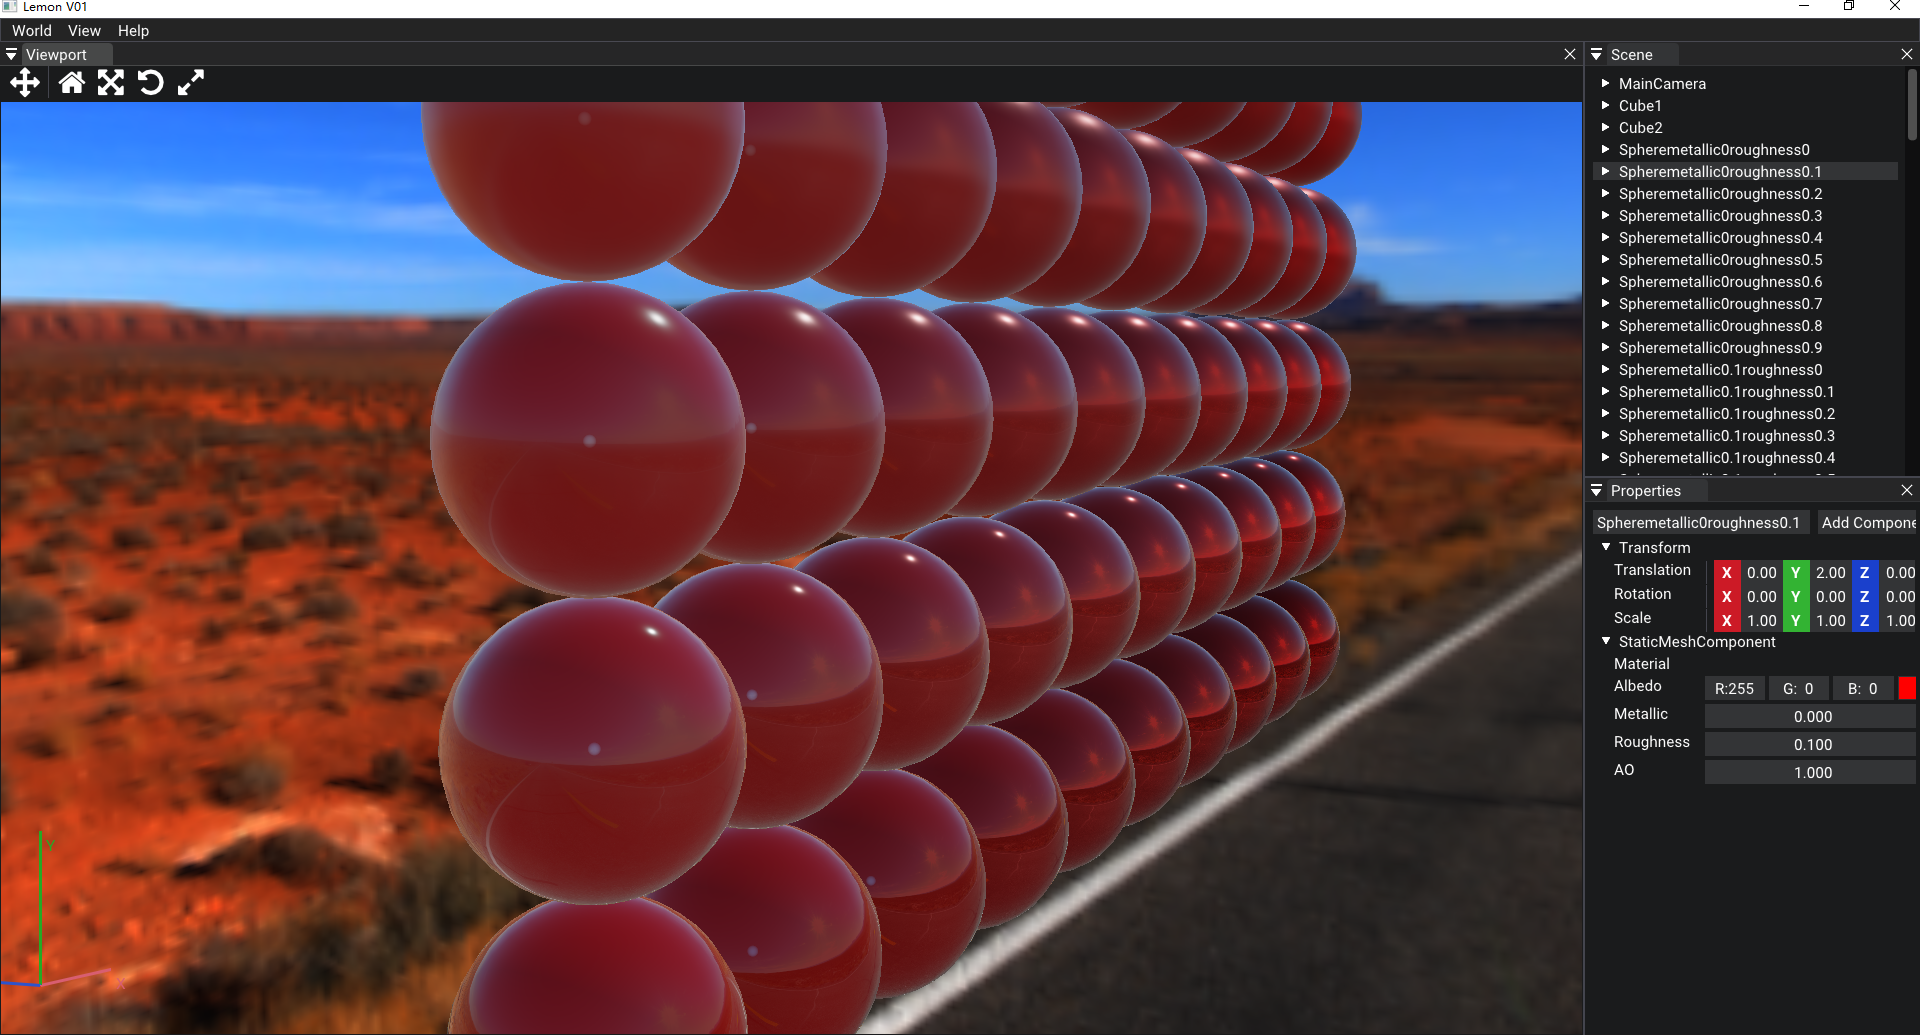 Lemon V01
World View Help
Viewport
Scene
MainCamera
Cube1
Cube2
Spheremetallic0roughness0
Spheremetallic0roughness0.1
Spheremetallic0roughness0.2
Spheremetallic0roughness0.3
Spheremetallic0roughness0.4
Spheremetallic0roughness0.5
Spheremetallic0roughness0.6
Spheremetallic0roughness0.7
Spheremetallic0roughness0.8
Spheremetallic0roughness0.9
Spheremetallic0.1roughness0
Spheremetallic0.1roughness0.1
Spheremetallic0.1roughness0.2
Spheremetallic0.1roughness0.3
Spheremetallic0.1roughness0.4
Properties
Spheremetallic0roughness0.1 Add Compone
Transform
Translation X 0.00 Y 2.00 Z 0.00
Rotation X 0.00 Y 0.00 Z 0.00
Scale X 1.00 Y 1.00 Z 1.00
StaticMeshComponent
Material
Albedo R:255 G: 0 B: 0
Metallic 0.000
Roughness 0.100
AO 1.000
Y
X